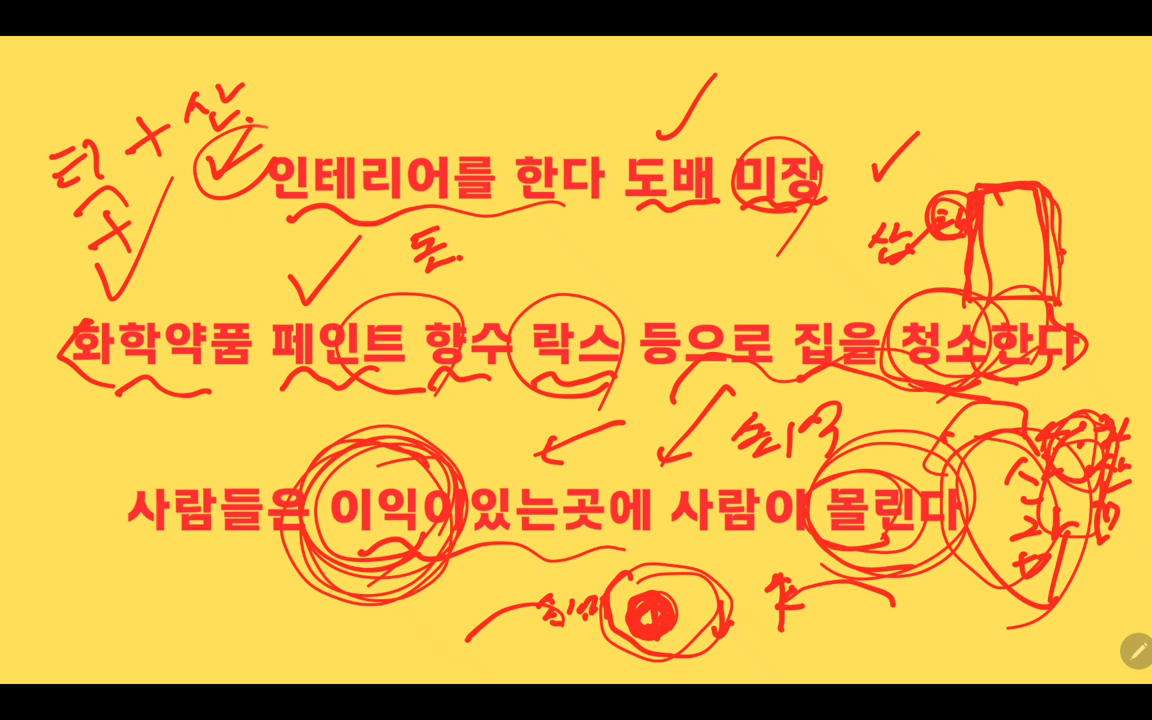 인테리어를 한다 도배 미장
돈.
화학약품 페인트 향수 락스 등으로 집을 청소한다
사람들은 이익이있는곳에 사람이 몰린다